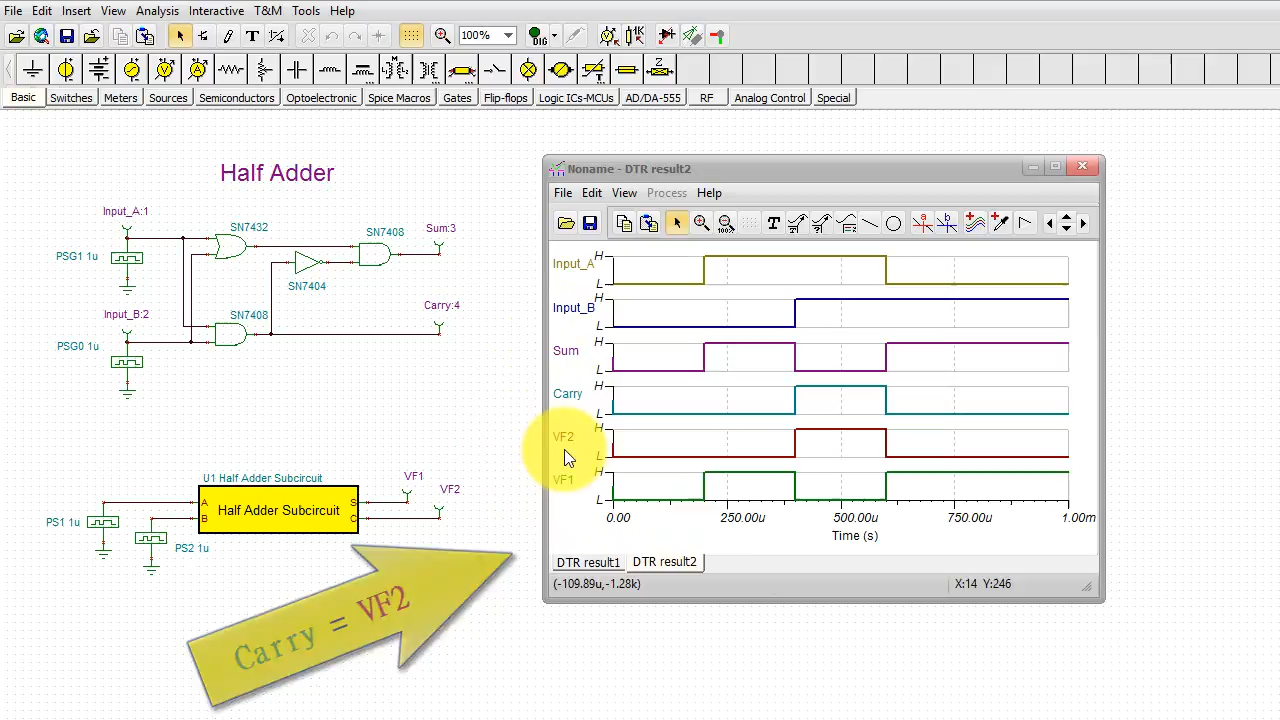 File Edit Insert View Analysis Interactive T&M Tools Help
DIG 100%
Basic Switches Meters Sources Semiconductors Optoelectronic Spice Macros Gates Flip-flops Logic ICs-MCUs AD/DA-555 RF Analog Control Special
Half Adder
Input_A:1
SN7432
SN7408
Sum:3
PSG1 1u
SN7404
Input_B:2
SN7408
Carry:4
PSG0 1u
U1 Half Adder Subcircuit
VF1
VF2
A
B
Half Adder Subcircuit
S
C
PS1 1u
PS2 1u
Carry = VF2
Noname - DTR result2
File Edit View Process Help
T 100% a b
Input_A H
L
Input_B H
L
Sum H
L
Carry H
L
VF2 H
L
VF1 H
L
0.00 250.00u 500.00u 750.00u 1.00m
Time (s)
DTR result1 DTR result2
(-109.89u,-1.28k) X:14 Y:246